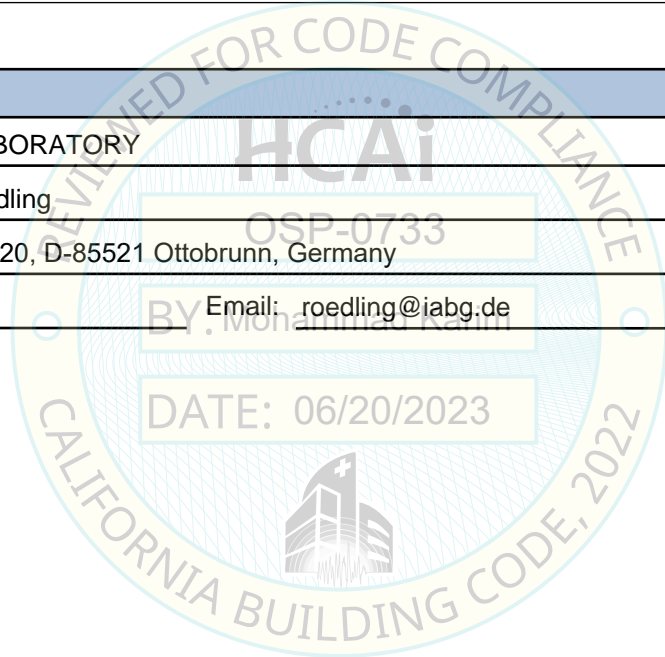 REVIEWED FOR CODE COMPLIANCE
HCAi
BORATORY
dling
OSP-0733
20, D-85521 Ottobrunn, Germany
Email: roedling@iabg.de
BY: Mohammad Karim
DATE: 06/20/2023
CALIFORNIA BUILDING CODE, 2022